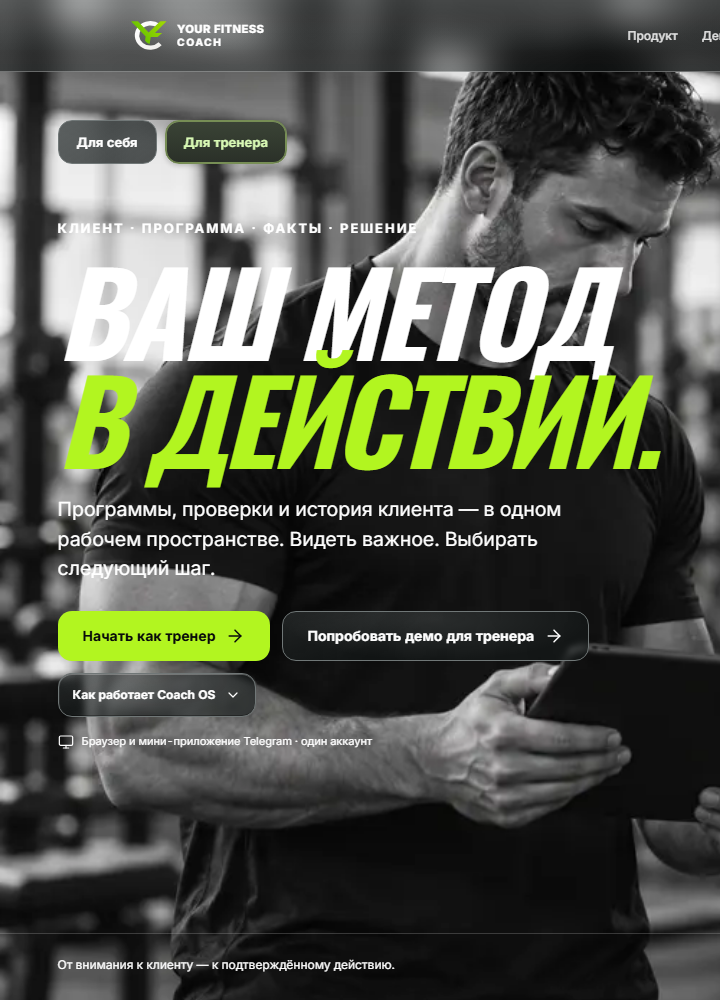 YOUR FITNESS
COACH
Продукт
Для себя
Для тренера
КЛИЕНТ · ПРОГРАММА · ФАКТЫ · РЕШЕНИЕ
ВАШ МЕТОД
В ДЕЙСТВИИ.
Программы, проверки и история клиента — в одном
рабочем пространстве. Видеть важное. Выбирать
следующий шаг.
Начать как тренер
Попробовать демо для тренера
Как работает Coach OS
Браузер и мини-приложение Telegram · один аккаунт
От внимания к клиенту — к подтверждённому действию.